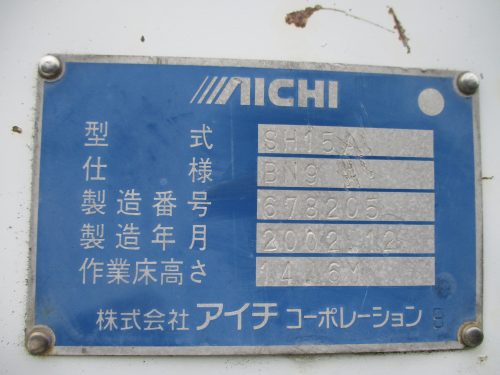 AICHI
型式 SH15A
仕様 BN9
製造番号 678205
製造年月 2002 12
作業床高さ 14.6M
株式会社 アイチ コーポレーション 9